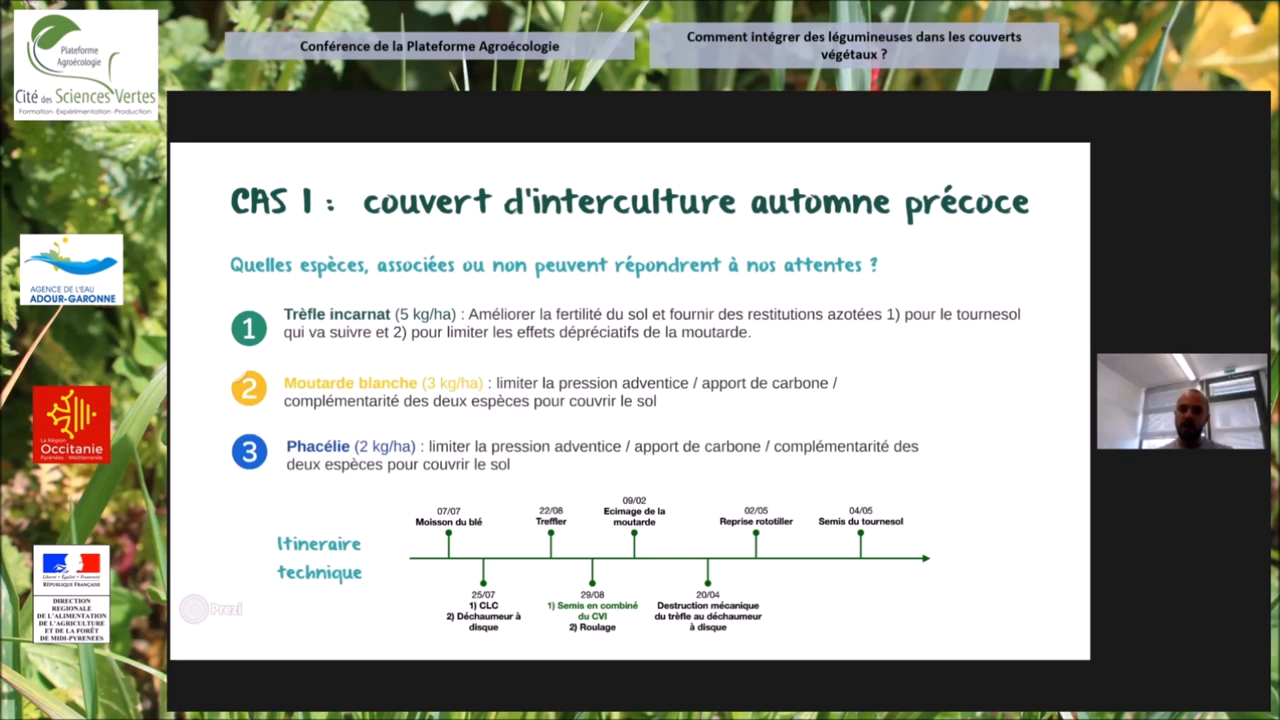 Plateforme
Agroécologie
Cité des Sciences Vertes
Formation·Expérimentation·Production
Conférence de la Plateforme Agroécologie
Comment intégrer des légumineuses dans les couverts
végétaux ?
AGENCE DE L'EAU
ADOUR-GARONNE
La Région
Occitanie
Pyrénées - Méditerranée
Liberté • Égalité • Fraternité
RÉPUBLIQUE FRANÇAISE
DIRECTION
REGIONALE
DE L'ALIMENTATION
DE L'AGRICULTURE
ET DE LA FORÊT
DE MIDI-PYRENEES
CAS 1 : couvert d'interculture automne précoce
Quelles espèces, associées ou non peuvent répondrent à nos attentes ?
1
Trèfle incarnat (5 kg/ha) : Améliorer la fertilité du sol et fournir des restitutions azotées 1) pour le tournesol
qui va suivre et 2) pour limiter les effets dépréciatifs de la moutarde.
2
Moutarde blanche (3 kg/ha) : limiter la pression adventice / apport de carbone /
complémentarité des deux espèces pour couvrir le sol
3
Phacélie (2 kg/ha) : limiter la pression adventice / apport de carbone / complémentarité des
deux espèces pour couvrir le sol
Itineraire
technique
07/07
Moisson du blé
22/08
Treffler
09/02
Ecimage de la
moutarde
02/05
Reprise rototiller
04/05
Semis du tournesol
25/07
1) CLC
2) Déchaumeur à
disque
29/08
1) Semis en combiné
du CVI
2) Roulage
20/04
Destruction mécanique
du trèfle au déchaumeur
à disque
Prezi